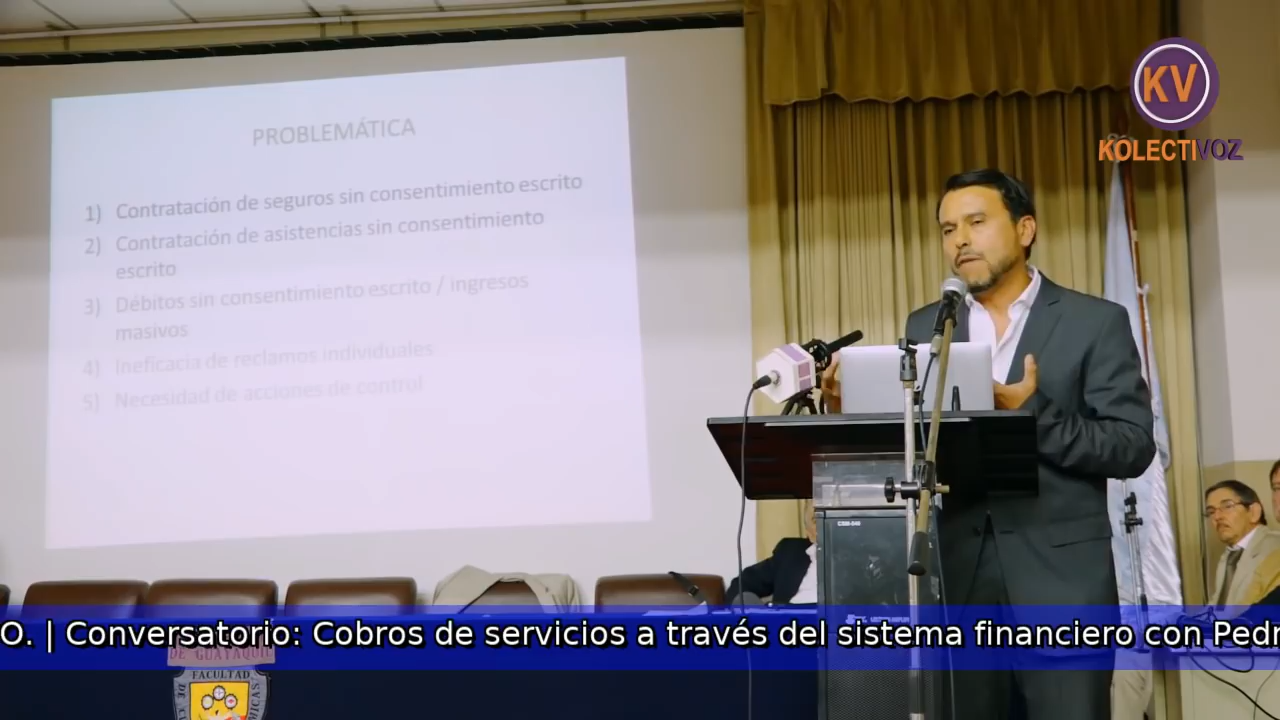 KV
KOLECTIVOZ
PROBLEMÁTICA
1) Contratación de seguros sin consentimiento escrito
2) Contratación de asistencias sin consentimiento
escrito
3) Débitos sin consentimiento escrito / ingresos
masivos
4) Ineficacia de reclamos individuales
5) Necesidad de acciones de control
O. | Conversatorio: Cobros de servicios a través del sistema financiero con Pedr
DE GUAYAQUIL
FACULTAD